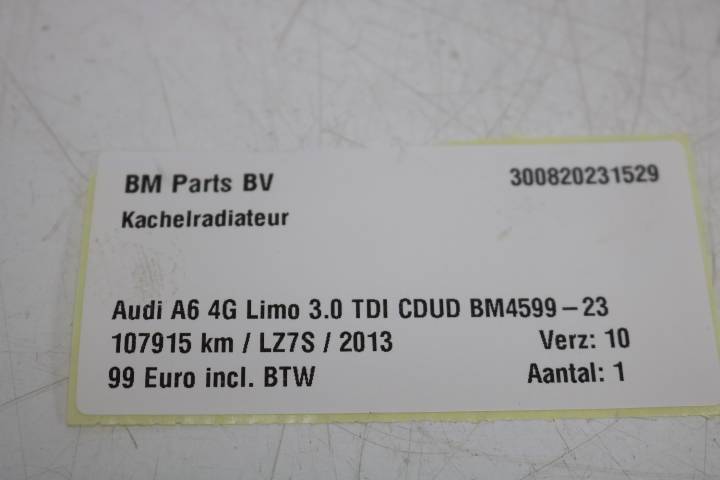 BM Parts BV 300820231529
Kachelradiateur
Audi A6 4G Limo 3.0 TDI CDUD BM4599-23
107915 km / LZ7S / 2013 Verz: 10
99 Euro incl. BTW Aantal: 1